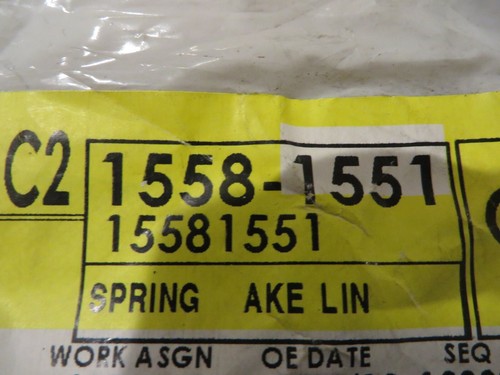 C2
1558-1551
15581551
SPRING AKE LIN
WORK ASGN OE DATE SEQ